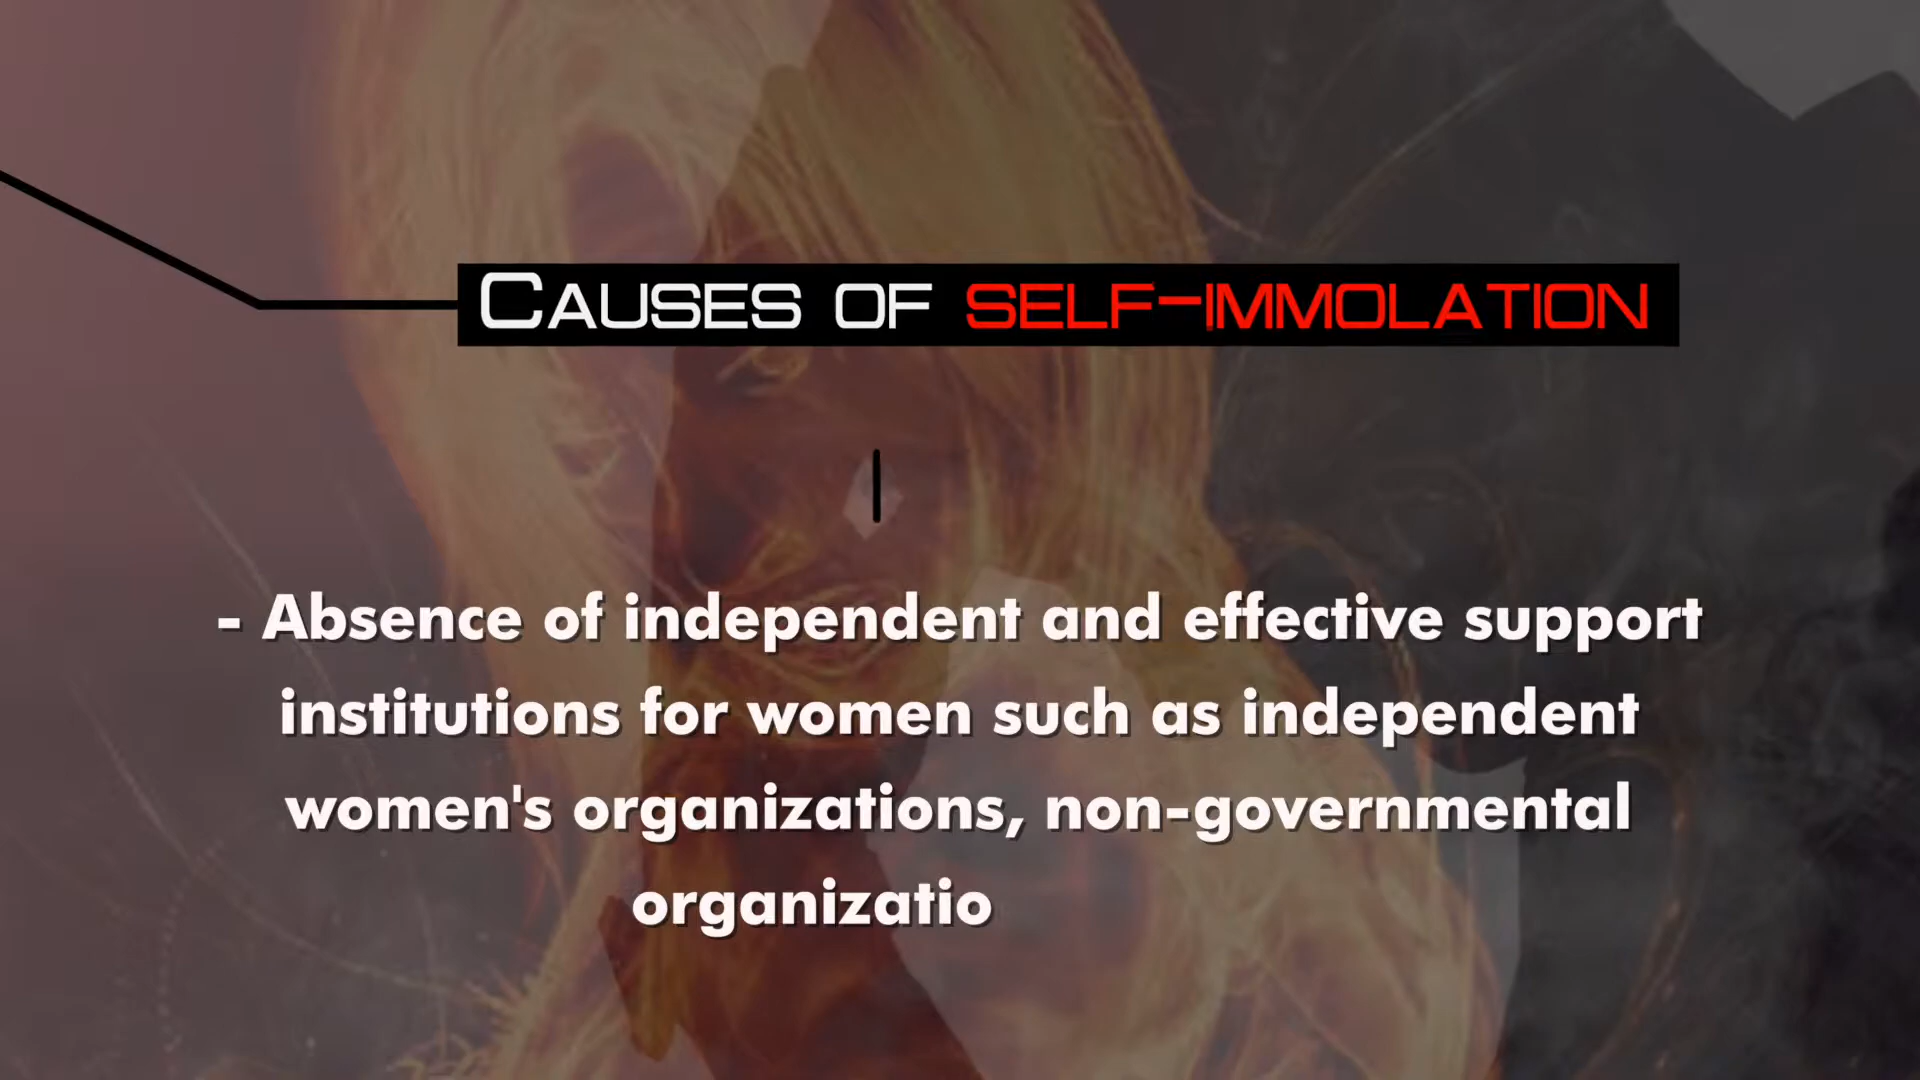 Causes of self-immolation
- Absence of independent and effective support
institutions for women such as independent
women's organizations, non-governmental
organizatio